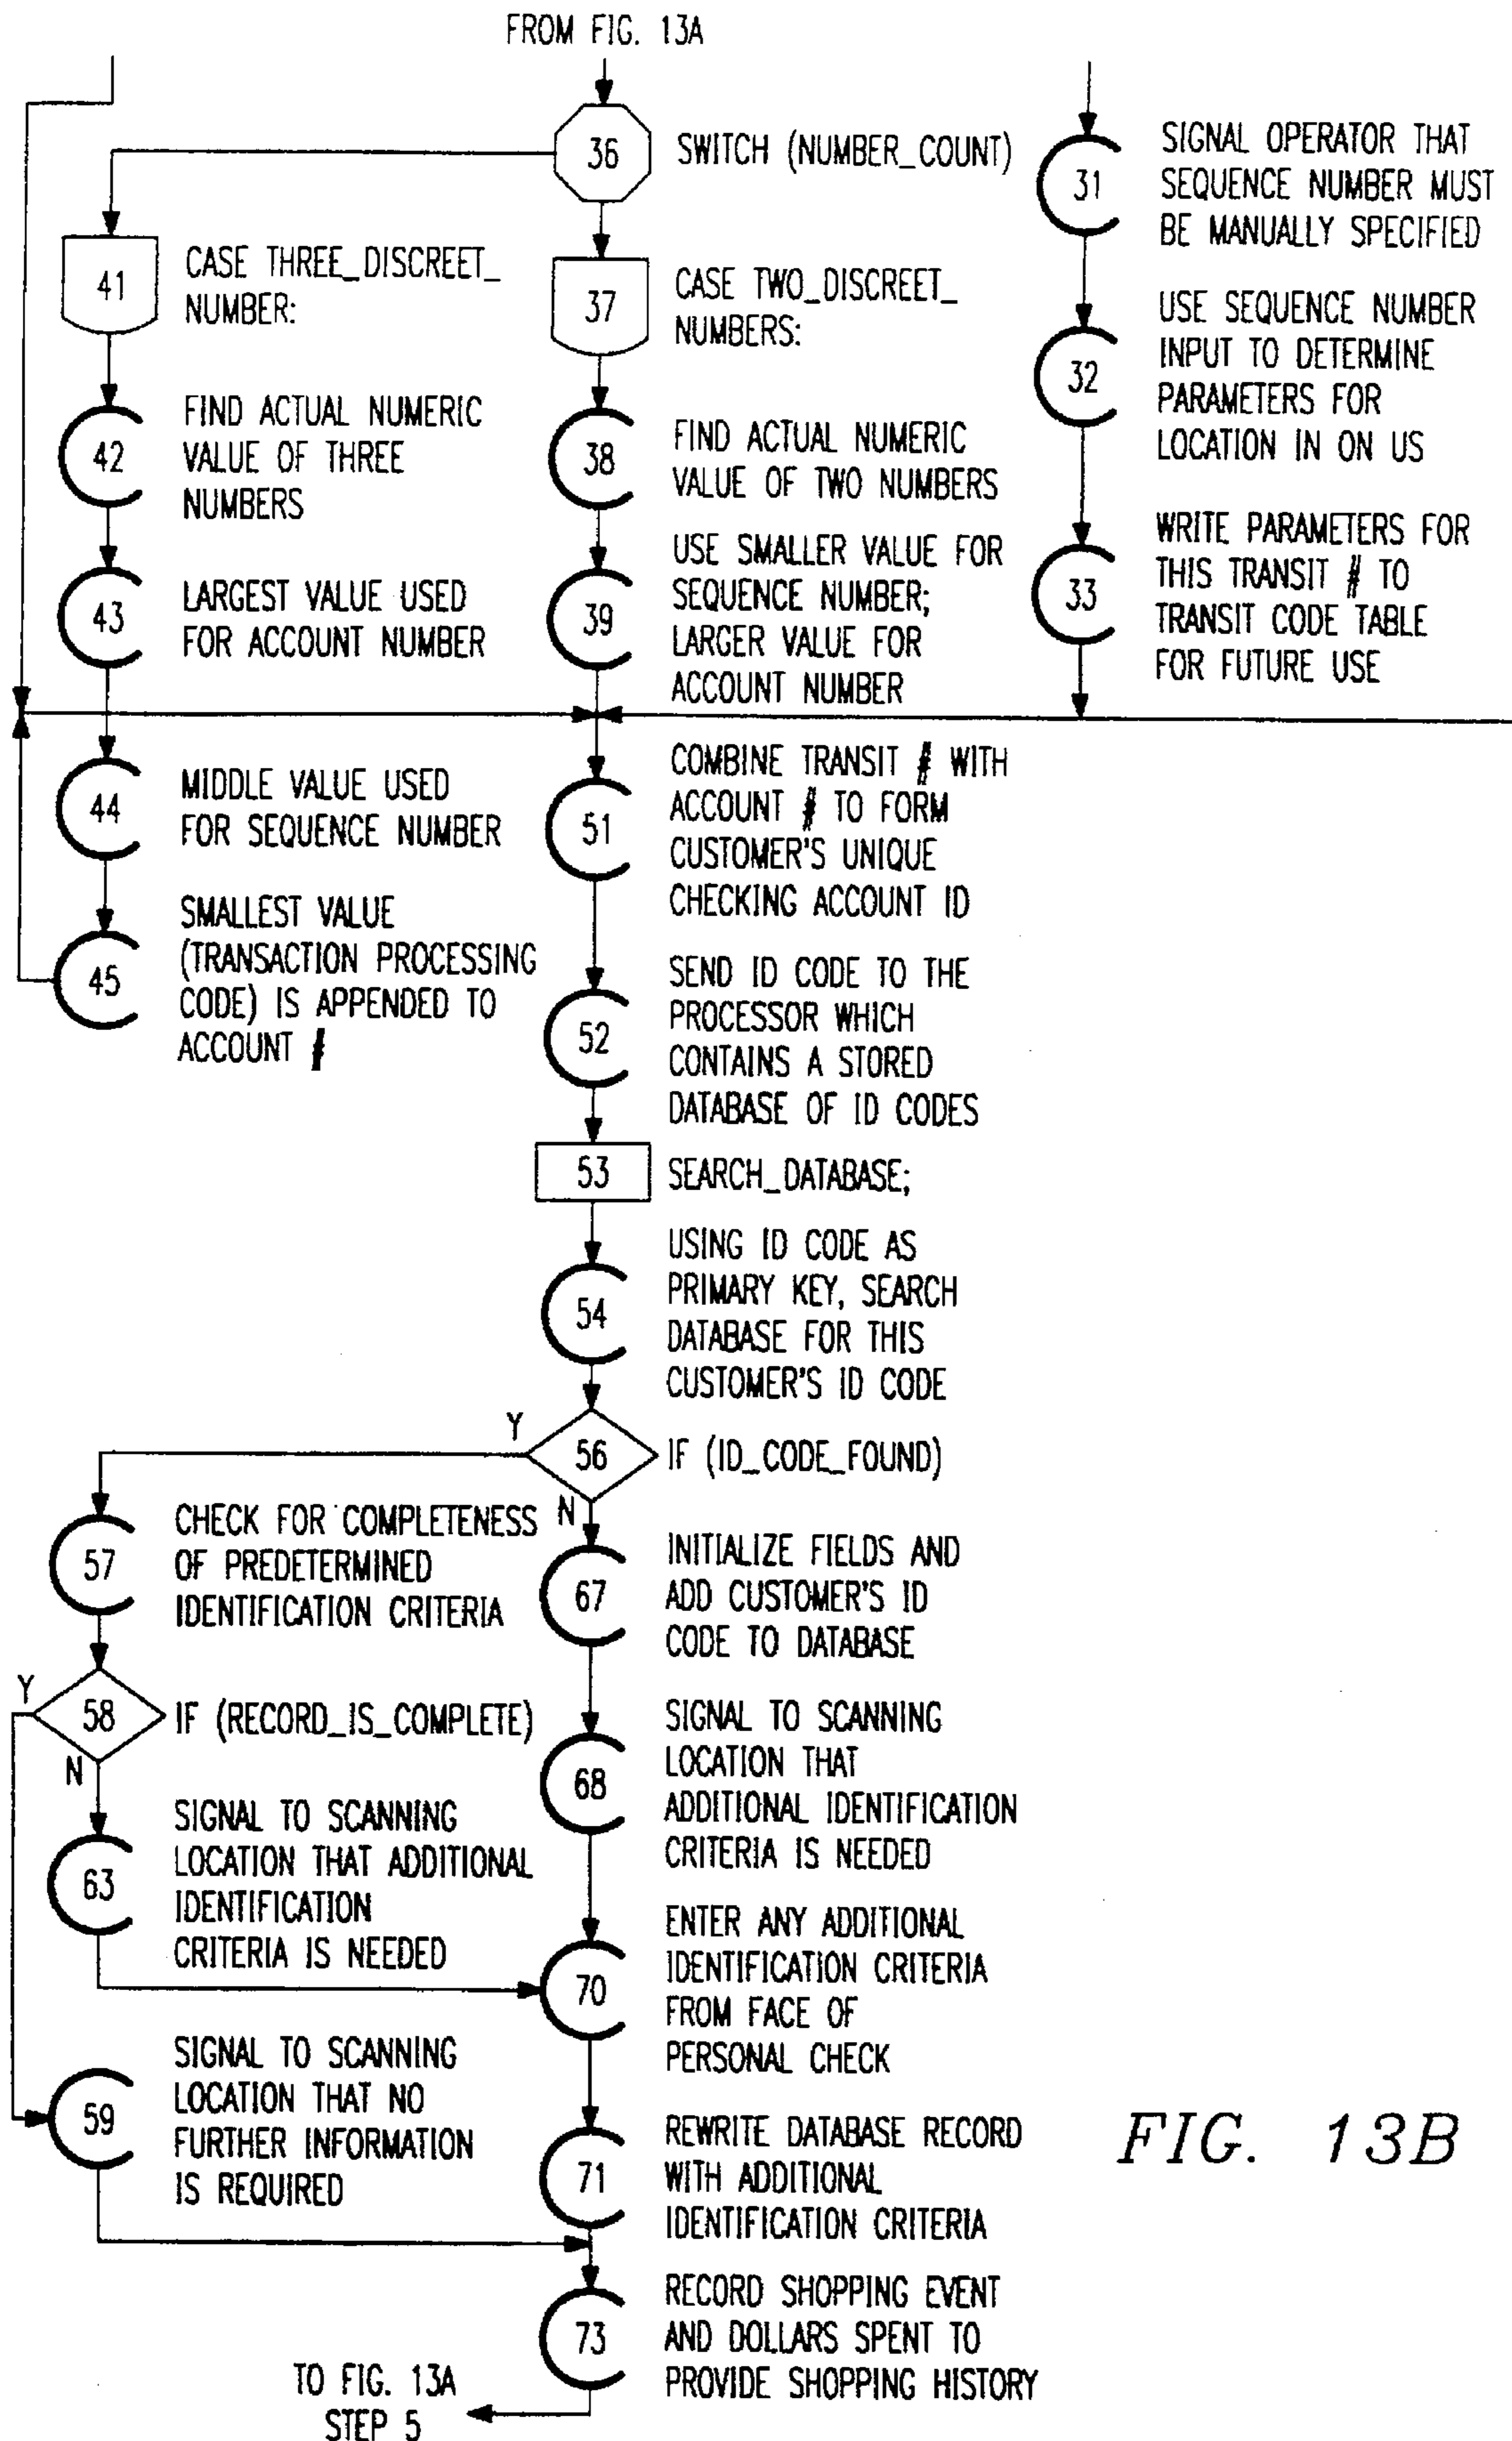 FROM FIG. 13A
36
SWITCH (NUMBER_COUNT)
31
SIGNAL OPERATOR THAT
SEQUENCE NUMBER MUST
BE MANUALLY SPECIFIED
41
CASE THREE_DISCREET_
NUMBER:
37
CASE TWO_DISCREET_
NUMBERS:
32
USE SEQUENCE NUMBER
INPUT TO DETERMINE
PARAMETERS FOR
LOCATION IN ON US
42
FIND ACTUAL NUMERIC
VALUE OF THREE
NUMBERS
38
FIND ACTUAL NUMERIC
VALUE OF TWO NUMBERS
33
WRITE PARAMETERS FOR
THIS TRANSIT # TO
TRANSIT CODE TABLE
FOR FUTURE USE
43
LARGEST VALUE USED
FOR ACCOUNT NUMBER
39
USE SMALLER VALUE FOR
SEQUENCE NUMBER;
LARGER VALUE FOR
ACCOUNT NUMBER
44
MIDDLE VALUE USED
FOR SEQUENCE NUMBER
51
COMBINE TRANSIT # WITH
ACCOUNT # TO FORM
CUSTOMER'S UNIQUE
CHECKING ACCOUNT ID
45
SMALLEST VALUE
(TRANSACTION PROCESSING
CODE) IS APPENDED TO
ACCOUNT #
52
SEND ID CODE TO THE
PROCESSOR WHICH
CONTAINS A STORED
DATABASE OF ID CODES
53
SEARCH_DATABASE;
54
USING ID CODE AS
PRIMARY KEY, SEARCH
DATABASE FOR THIS
CUSTOMER'S ID CODE
Y
56
IF (ID_CODE_FOUND)
N
57
CHECK FOR COMPLETENESS
OF PREDETERMINED
IDENTIFICATION CRITERIA
67
INITIALIZE FIELDS AND
ADD CUSTOMER'S ID
CODE TO DATABASE
Y
58
IF (RECORD_IS_COMPLETE)
N
68
SIGNAL TO SCANNING
LOCATION THAT
ADDITIONAL IDENTIFICATION
CRITERIA IS NEEDED
63
SIGNAL TO SCANNING
LOCATION THAT ADDITIONAL
IDENTIFICATION
CRITERIA IS NEEDED
70
ENTER ANY ADDITIONAL
IDENTIFICATION CRITERIA
FROM FACE OF
PERSONAL CHECK
59
SIGNAL TO SCANNING
LOCATION THAT NO
FURTHER INFORMATION
IS REQUIRED
71
REWRITE DATABASE RECORD
WITH ADDITIONAL
IDENTIFICATION CRITERIA
FIG. 13B
73
RECORD SHOPPING EVENT
AND DOLLARS SPENT TO
PROVIDE SHOPPING HISTORY
TO FIG. 13A
STEP 5